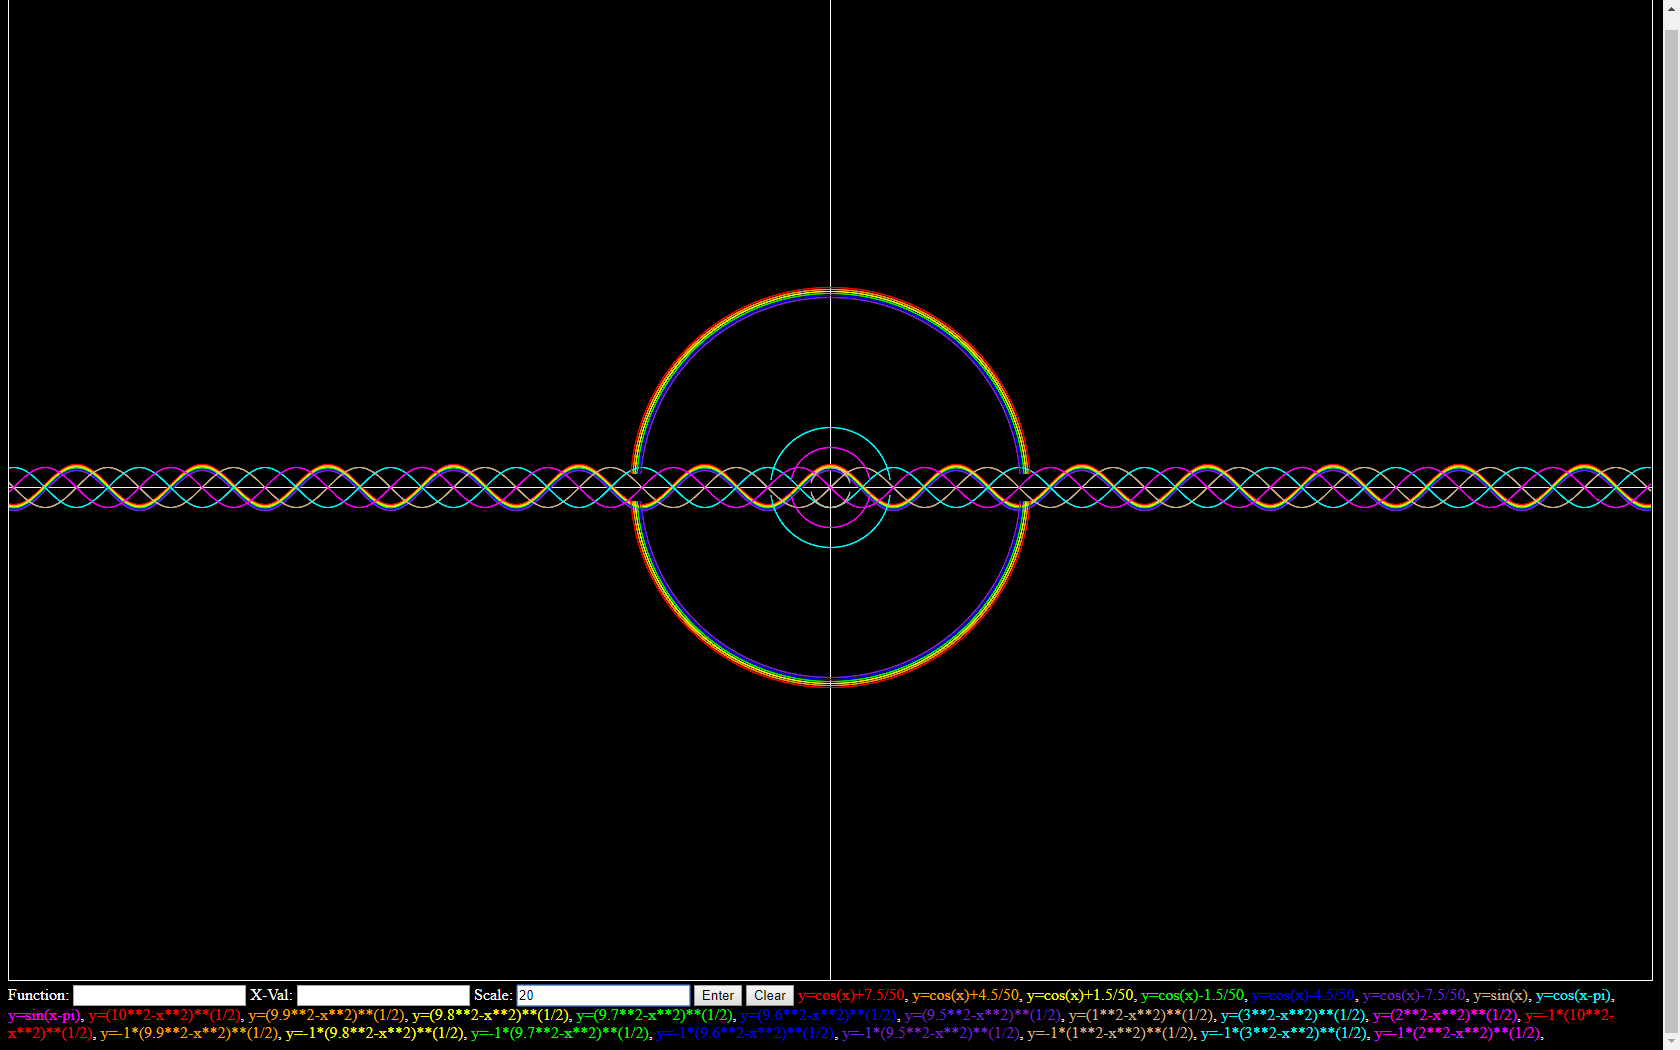 Function: X-Val: Scale: 20 Enter Clear y=cos(x)+7.5/50, y=cos(x)+4.5/50, y=cos(x)+1.5/50, y=cos(x)-1.5/50, y=cos(x)-4.5/50, y=cos(x)-7.5/50, y=sin(x), y=cos(x-pi),
y=sin(x-pi), y=(10**2-x**2)**(1/2), y=(9.9**2-x**2)**(1/2), y=(9.8**2-x**2)**(1/2), y=(9.7**2-x**2)**(1/2), y=(9.6**2-x**2)**(1/2), y=(9.5**2-x**2)**(1/2), y=(1**2-x**2)**(1/2), y=(3**2-x**2)**(1/2), y=(2**2-x**2)**(1/2), y=-1*(10**2-
x**2)**(1/2), y=-1*(9.9**2-x**2)**(1/2), y=-1*(9.8**2-x**2)**(1/2), y=-1*(9.7**2-x**2)**(1/2), y=-1*(9.6**2-x**2)**(1/2), y=-1*(9.5**2-x**2)**(1/2), y=-1*(1**2-x**2)**(1/2), y=-1*(3**2-x**2)**(1/2), y=-1*(2**2-x**2)**(1/2),